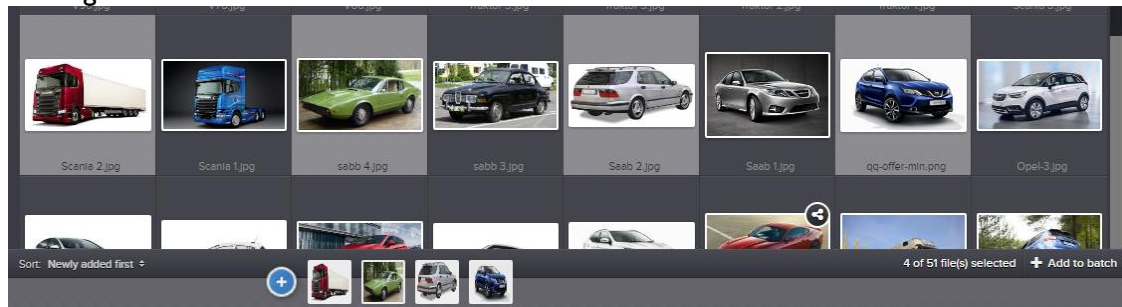 Scania 2.jpg Scania 1.jpg sabb 4.jpg sabb 3.jpg Saab 2.jpg Saab 1.jpg qq-offer-min.png Opel-3.jpg
Sort: Newly added first 4 of 51 file(s) selected + Add to batch